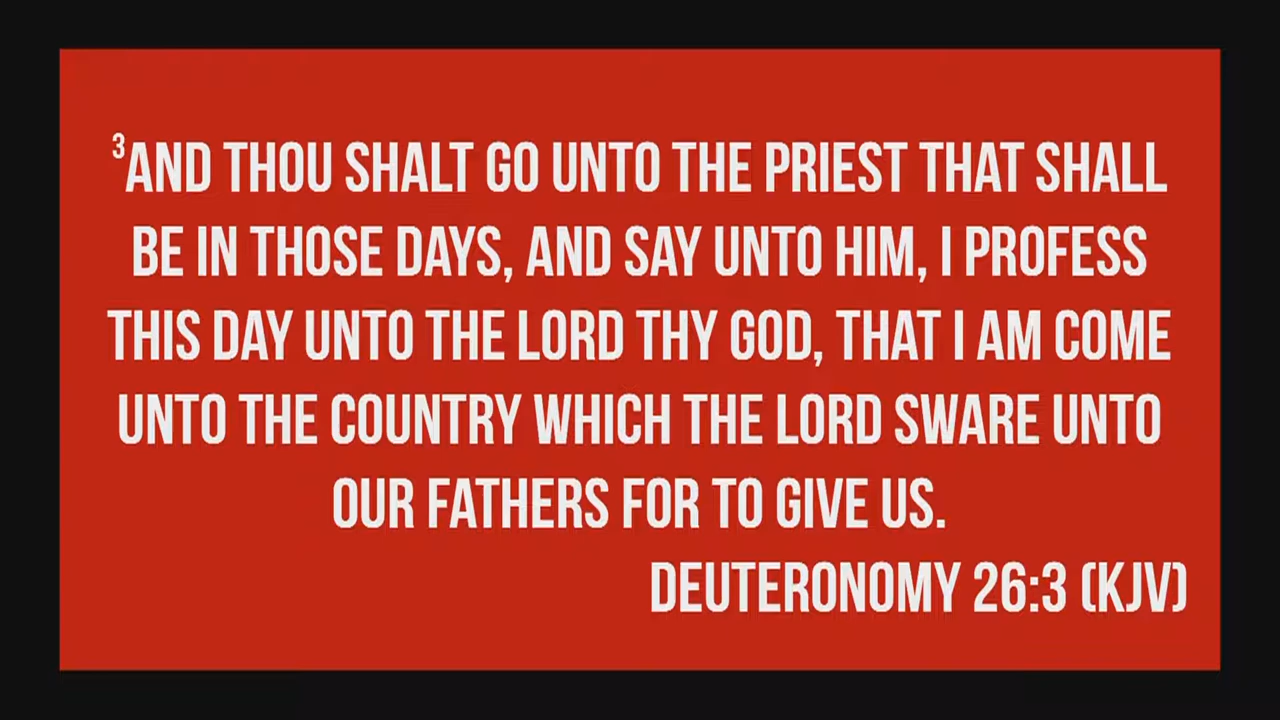 ³AND THOU SHALT GO UNTO THE PRIEST THAT SHALL
BE IN THOSE DAYS, AND SAY UNTO HIM, I PROFESS
THIS DAY UNTO THE LORD THY GOD, THAT I AM COME
UNTO THE COUNTRY WHICH THE LORD SWARE UNTO
OUR FATHERS FOR TO GIVE US.
DEUTERONOMY 26:3 (KJV)